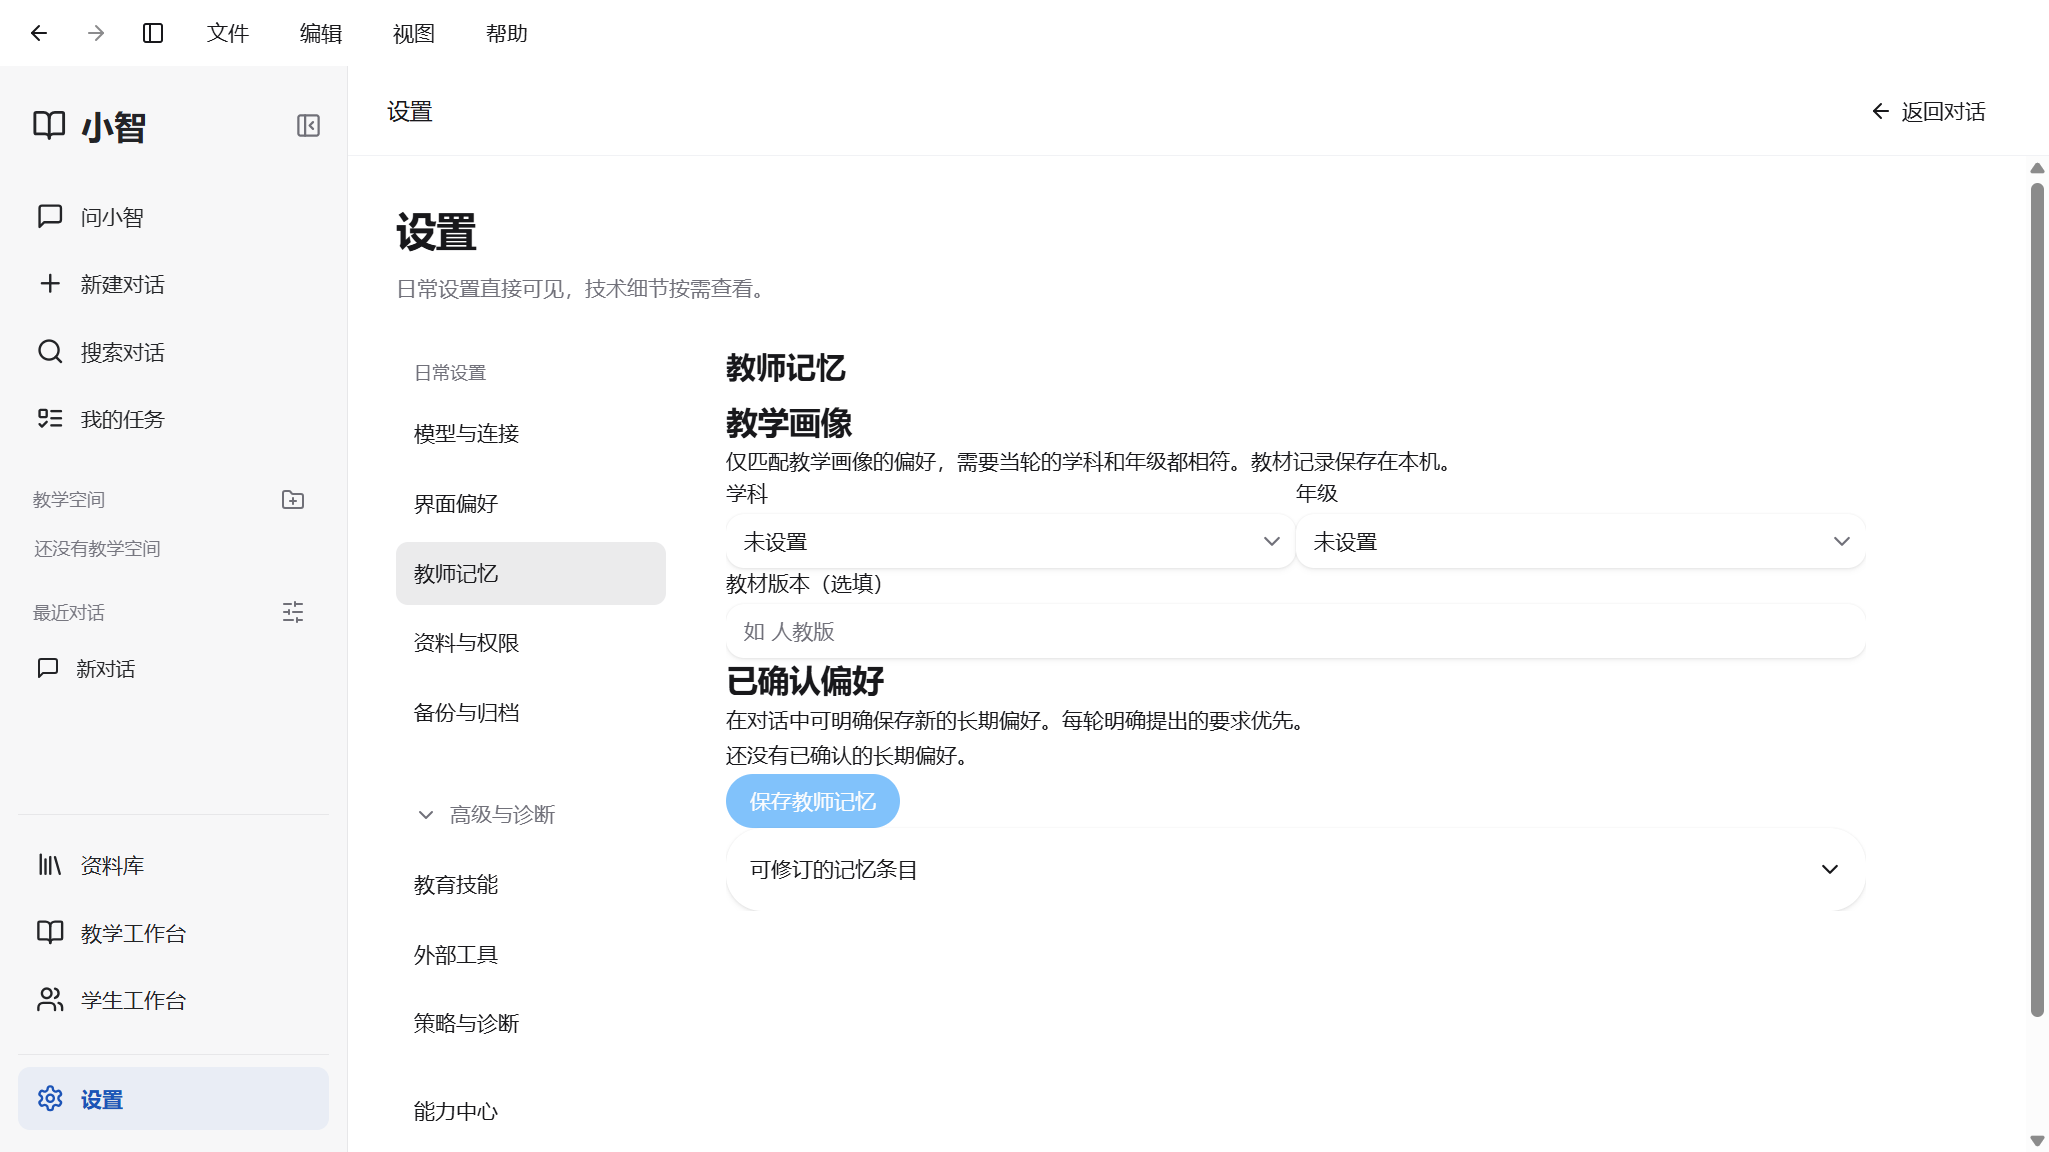 文件 编辑 视图 帮助
小智
问小智
新建对话
搜索对话
我的任务
教学空间
还没有教学空间
最近对话
新对话
资料库
教学工作台
学生工作台
设置
设置
返回对话
设置
日常设置直接可见，技术细节按需查看。
日常设置
模型与连接
界面偏好
教师记忆
资料与权限
备份与归档
高级与诊断
教育技能
外部工具
策略与诊断
能力中心
教师记忆
教学画像
仅匹配教学画像的偏好，需要当轮的学科和年级都相符。教材记录保存在本机。
学科 年级
未设置 未设置
教材版本（选填）
如 人教版
已确认偏好
在对话中可明确保存新的长期偏好。每轮明确提出的要求优先。
还没有已确认的长期偏好。
保存教师记忆
可修订的记忆条目